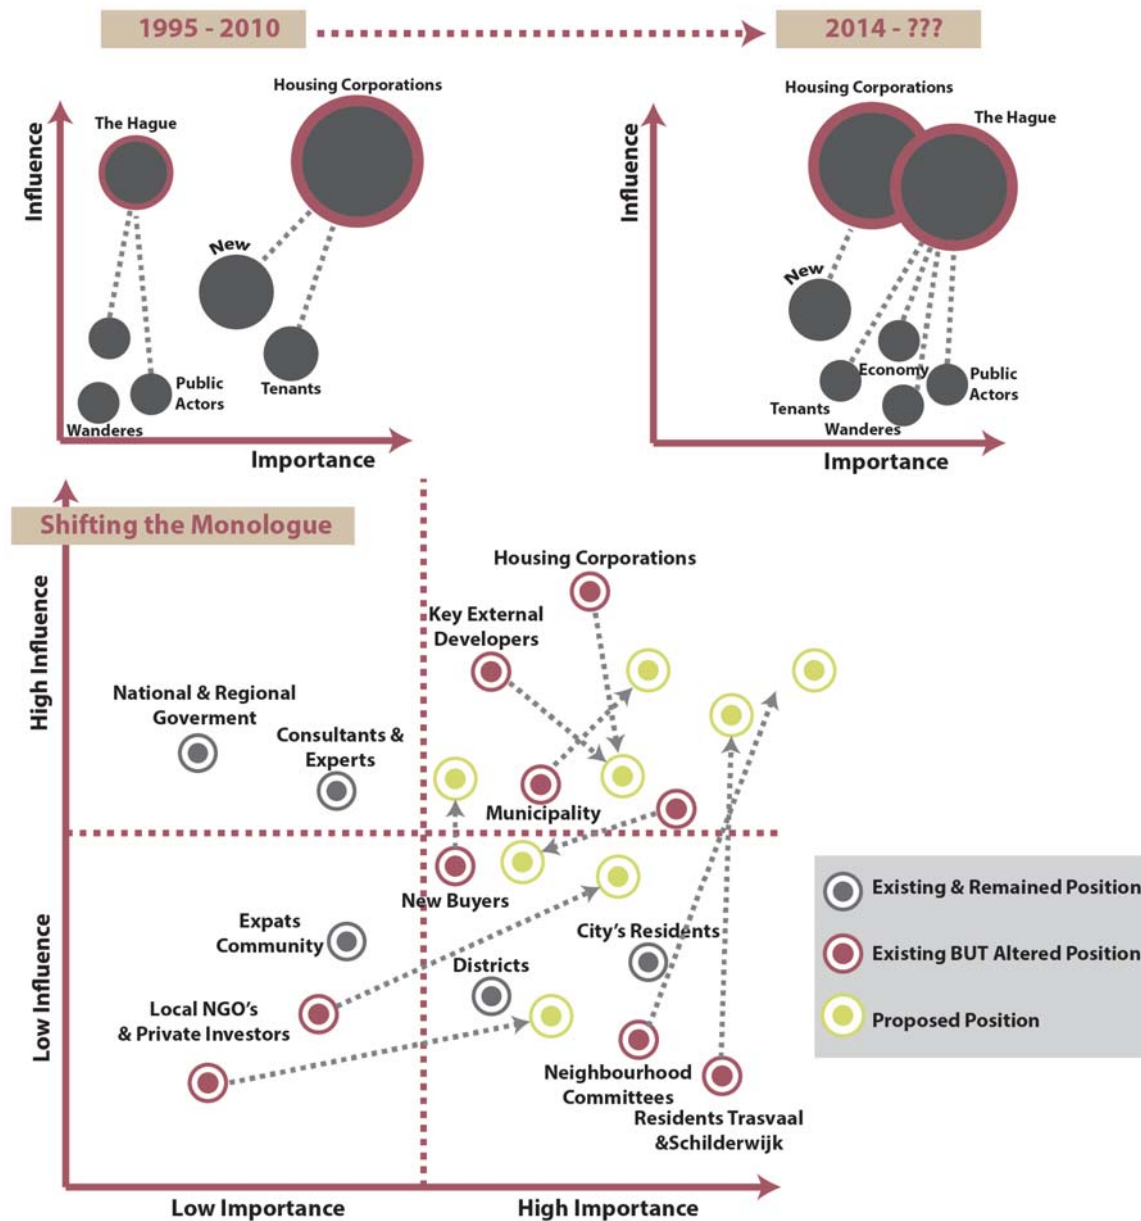 1995 - 2010
2014 - ???
Housing Corporations
The Hague
New
Tenants
Public
Actors
Wanderes
Influence
Importance
Housing Corporations
The Hague
New
Economy
Tenants
Public
Actors
Wanderes
Influence
Importance
Shifting the Monologue
Housing Corporations
Key External
Developers
National & Regional
Goverment
Consultants &
Experts
Municipality
New Buyers
Expats
Community
City's Residents
Districts
Local NGO's
& Private Investors
Neighbourhood
Committees
Residents Trasvaal
&Schilderwijk
High Influence
Low Influence
Low Importance
High Importance
Existing & Remained Position
Existing BUT Altered Position
Proposed Position